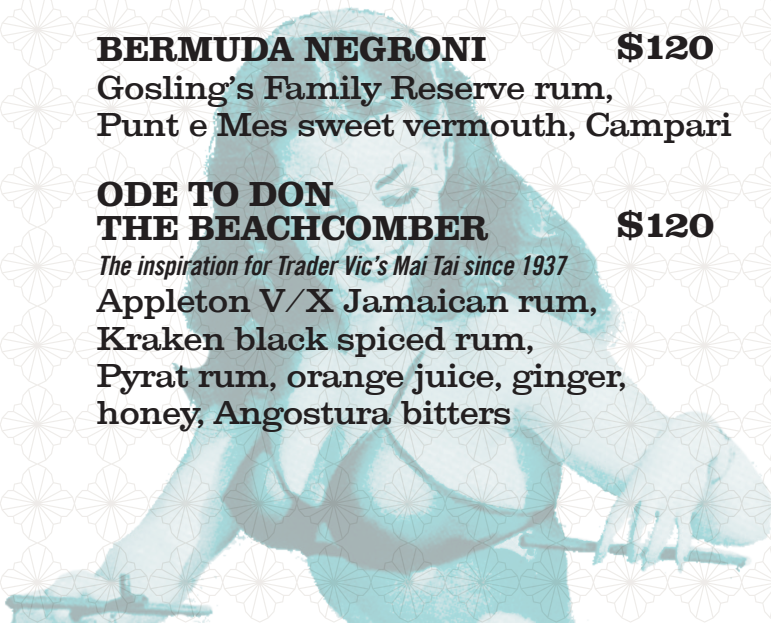 BERMUDA NEGRONI $120
Gosling's Family Reserve rum,
Punt e Mes sweet vermouth, Campari
ODE TO DON
THE BEACHCOMBER $120
The inspiration for Trader Vic's Mai Tai since 1937
Appleton V/X Jamaican rum,
Kraken black spiced rum,
Pyrat rum, orange juice, ginger,
honey, Angostura bitters